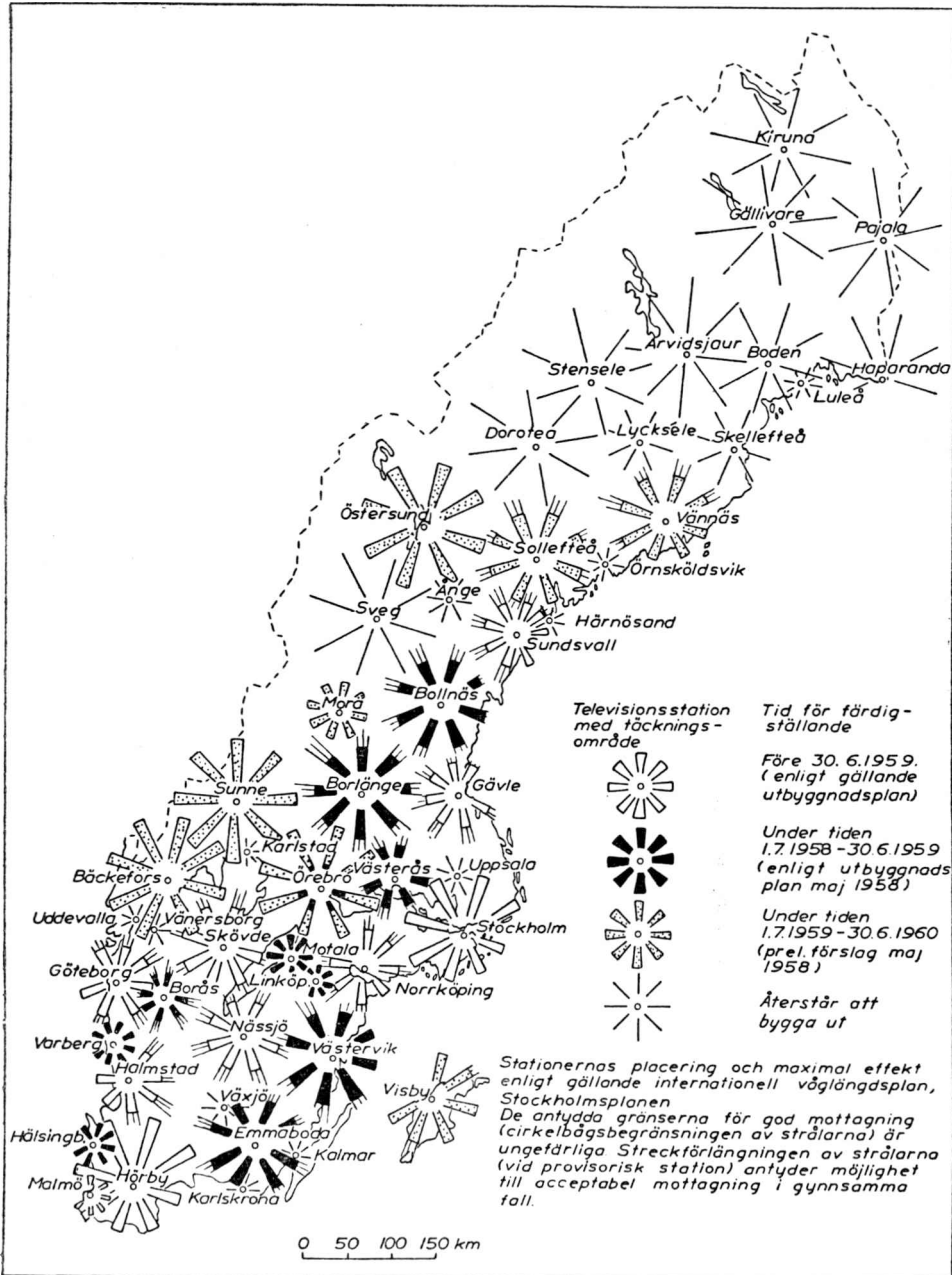 Kiruna
Gällivare
Pajala
Arvidsjaur
Boden
Haparanda
Stensele
Luleå
Dorotea
Lycksele
Skellefteå
Östersund
Vännäs
Sollefteå
Örnsköldsvik
Ånge
Sveg
Härnösand
Sundsvall
Bollnäs
Mora
Borlänge
Gävle
Sunne
Karlstad
Västerås
Uppsala
Örebro
Bäckefors
Uddevalla
Vänersborg
Stockholm
Skövde
Motala
Göteborg
Linköp.
Norrköping
Borås
Nässjö
Varberg
Västervik
Halmstad
Visby
Växjö
Hälsingb.
Emmaboda
Kalmar
Malmö
Hörby
Karlskrona
0 50 100 150 km
Televisionsstation
med täcknings-
område
Tid för färdig-
ställande
Före 30.6.1959.
(enligt gällande
utbyggnadsplan)
Under tiden
1.7.1958-30.6.1959
(enligt utbyggnads
plan maj 1958)
Under tiden
1.7.1959-30.6.1960
(prel. förslag maj
1958)
Återstår att
bygga ut
Stationernas placering och maximal effekt
enligt gällande internationell våglängdsplan,
Stockholmsplanen
De antydda gränserna för god mottagning
(cirkelbågsbegränsningen av strålarna) är
ungefärliga Streckförlängningen av strålarna
(vid provisorisk station) antyder möjlighet
till acceptabel mottagning i gynnsamma
fall.